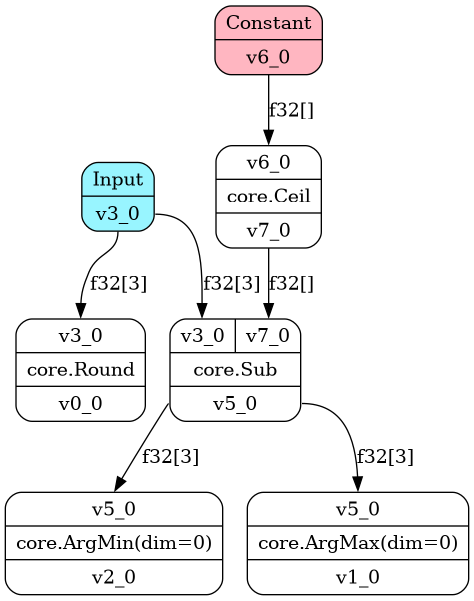 Constant
v6_0
f32[]
v6_0
core.Ceil
v7_0
Input
v3_0
f32[3]
f32[3]
f32[]
v3_0
core.Round
v0_0
v3_0 v7_0
core.Sub
v5_0
f32[3]
f32[3]
v5_0
core.ArgMin(dim=0)
v2_0
v5_0
core.ArgMax(dim=0)
v1_0